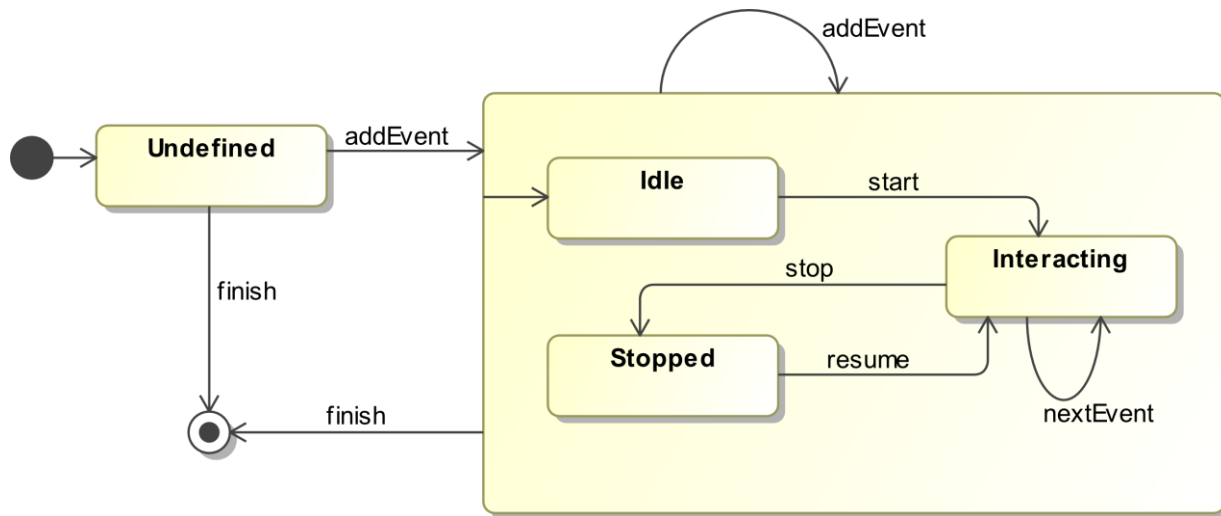 addEvent
Undefined
addEvent
Idle
start
Interacting
stop
finish
Stopped
resume
finish
nextEvent